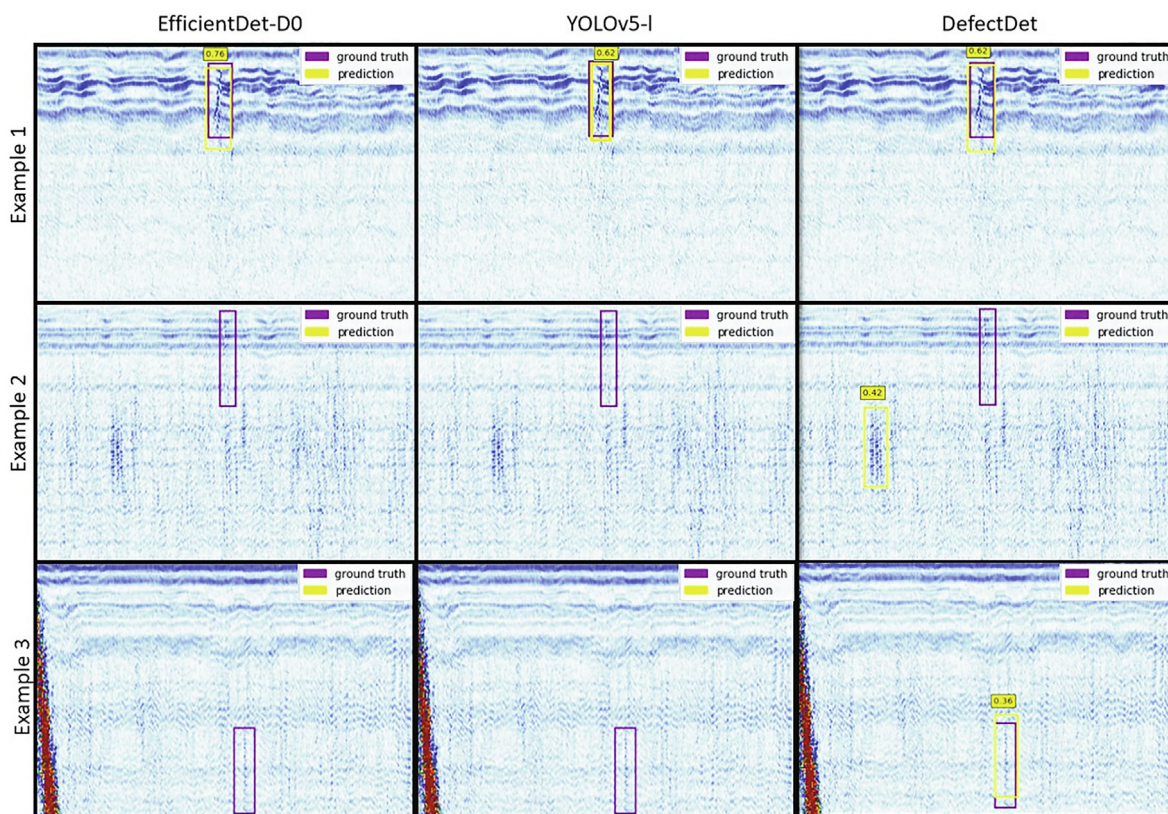 EfficientDet-D0 YOLOv5-l DefectDet
Example 1
0.76
ground truth
prediction
0.62
ground truth
prediction
0.62
ground truth
prediction
Example 2
ground truth
prediction
ground truth
prediction
ground truth
prediction
0.42
Example 3
ground truth
prediction
ground truth
prediction
ground truth
prediction
0.36